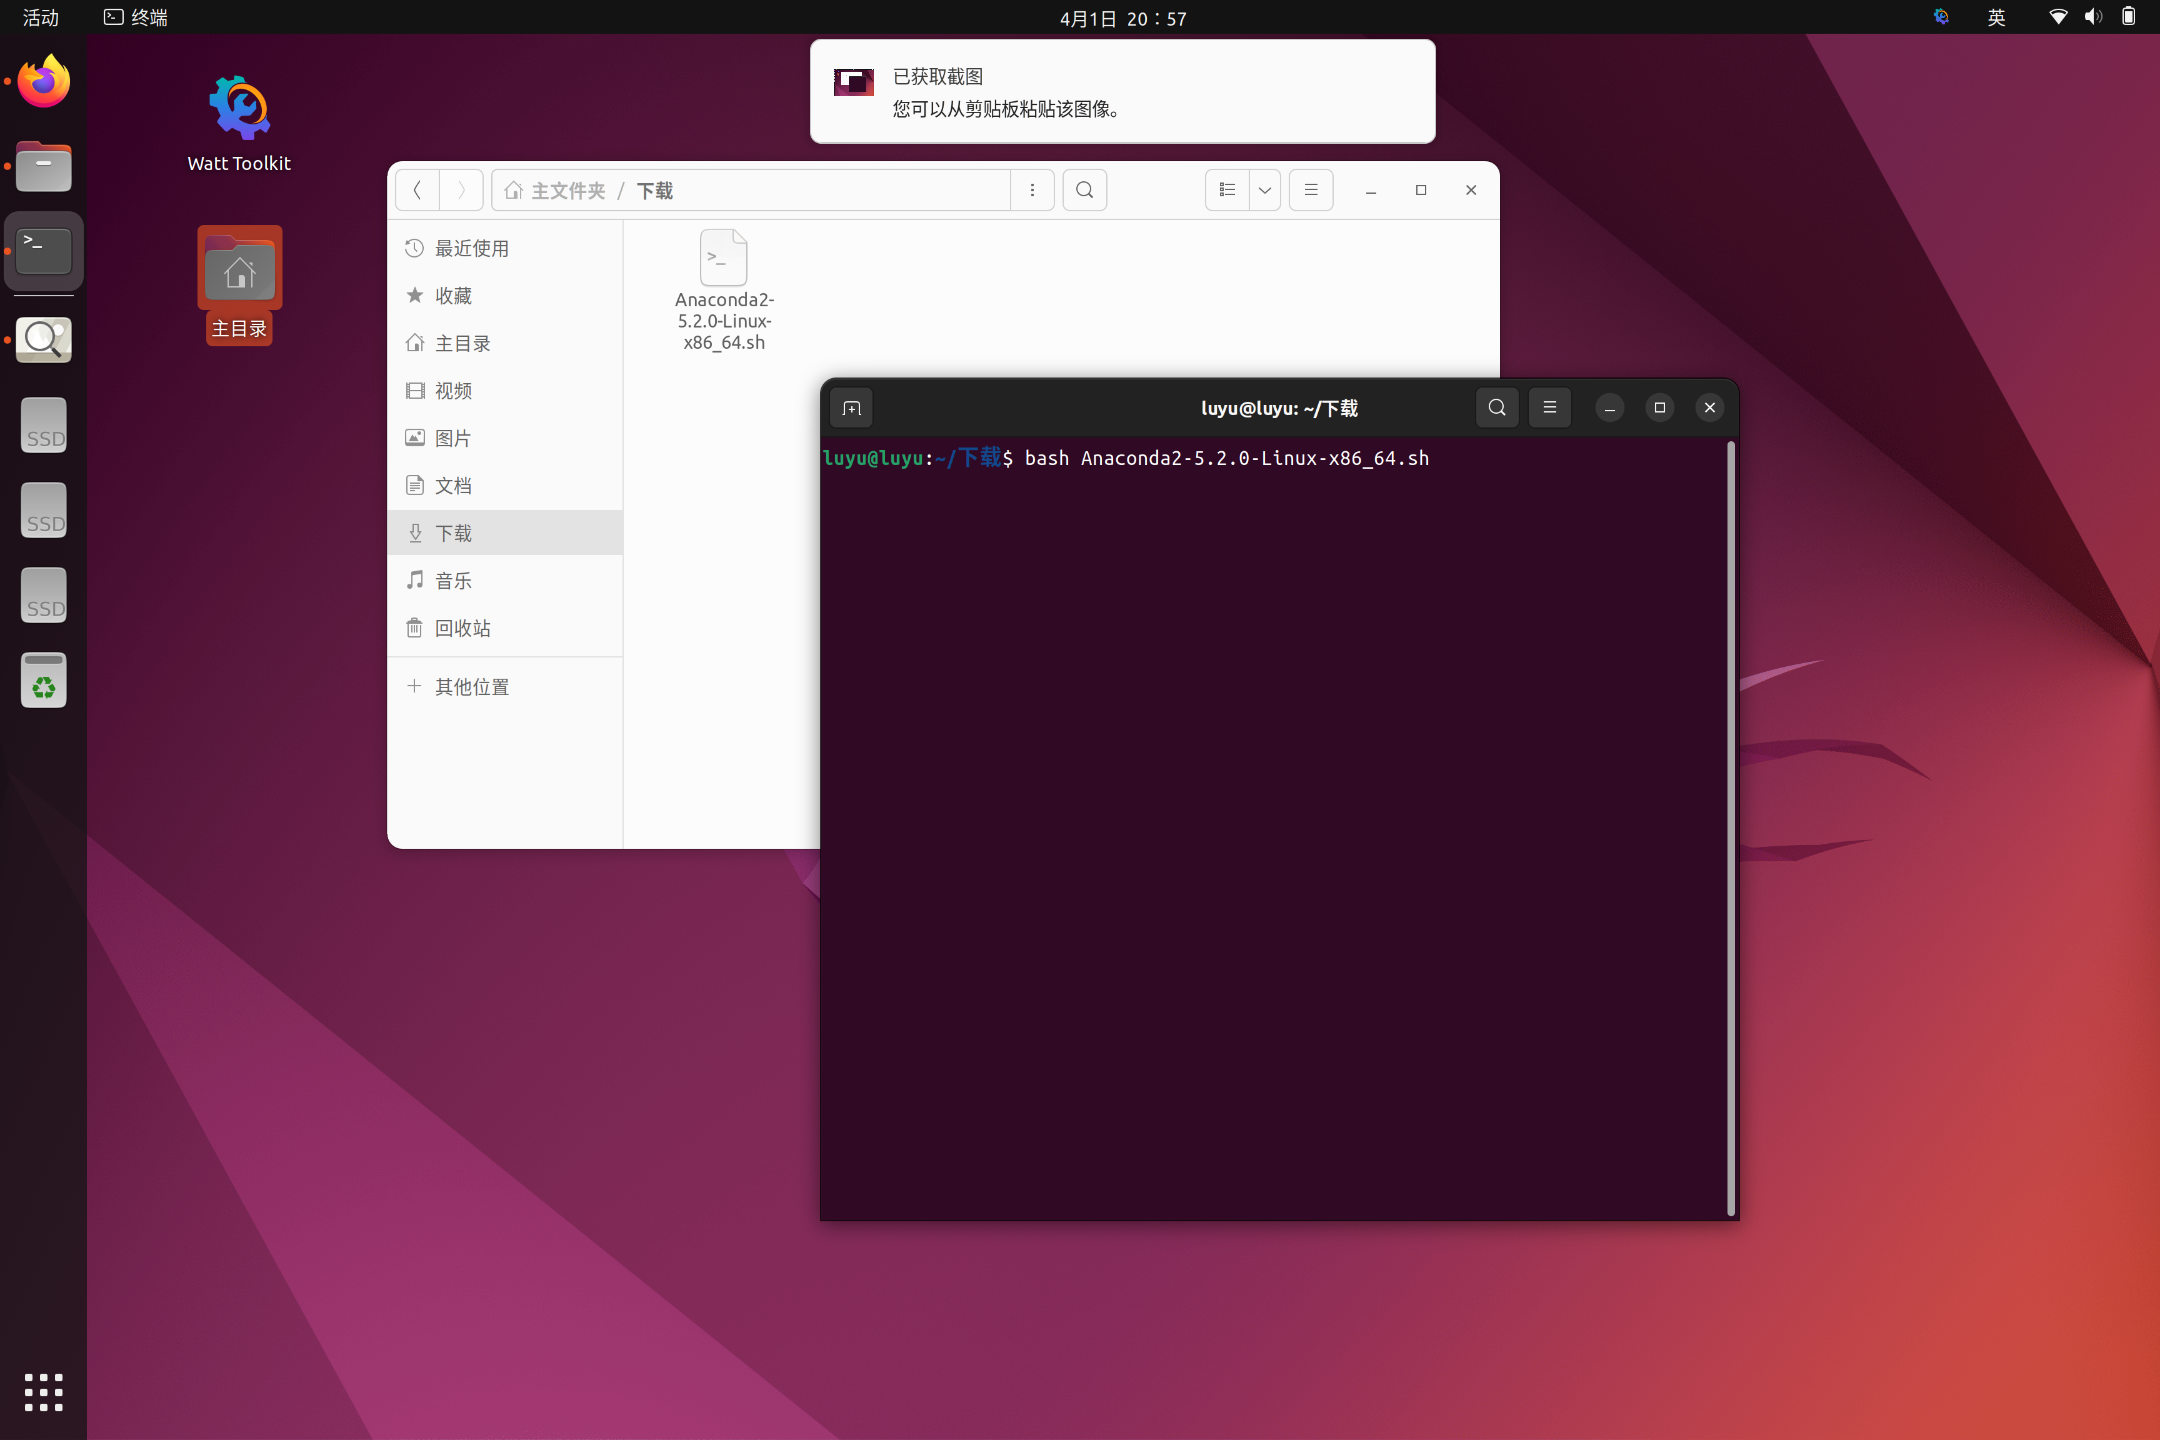 活动
终端
4月1日 20：57
英
已获取截图
您可以从剪贴板粘贴该图像。
Watt Toolkit
主目录
主文件夹 / 下载
最近使用
收藏
主目录
视频
图片
文档
下载
音乐
回收站
其他位置
Anaconda2-
5.2.0-Linux-
x86_64.sh
luyu@luyu: ~/下载
luyu@luyu:~/下载$ bash Anaconda2-5.2.0-Linux-x86_64.sh
SSD
SSD
SSD